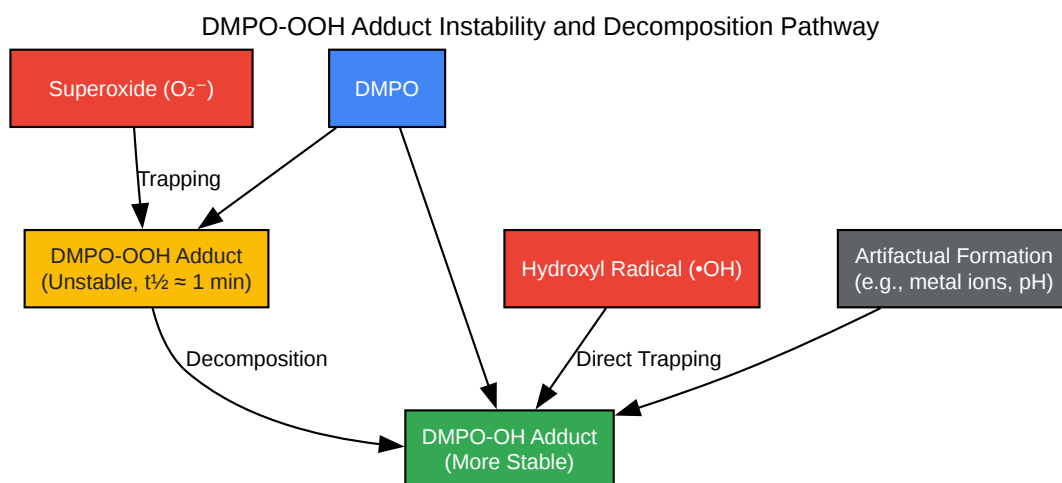 DMPO-OOH Adduct Instability and Decomposition Pathway
Superoxide (O₂⁻)
DMPO
Trapping
DMPO-OOH Adduct
(Unstable, t½ ≈ 1 min)
Hydroxyl Radical (•OH)
Artifactual Formation
(e.g., metal ions, pH)
Decomposition
Direct Trapping
DMPO-OH Adduct
(More Stable)